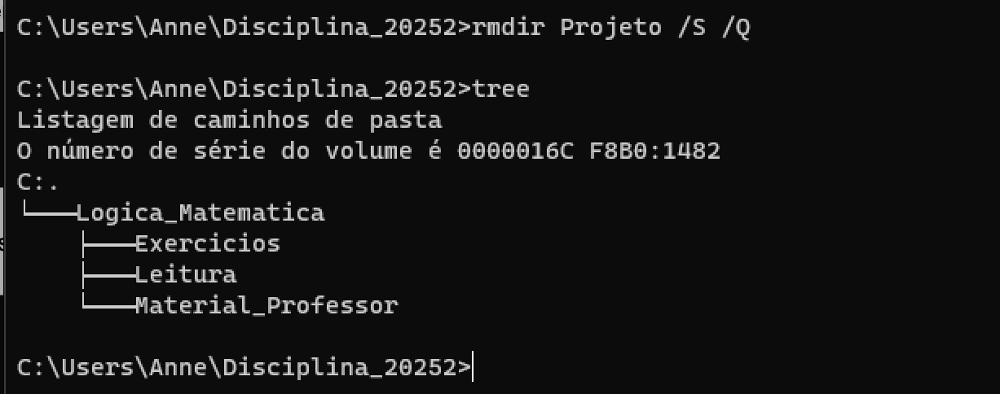 C:\Users\Anne\Disciplina_20252>rmdir Projeto /S /Q
C:\Users\Anne\Disciplina_20252>tree
Listagem de caminhos de pasta
O número de série do volume é 0000016C F8B0:1482
C:.
└───Logica_Matematica
    ├───Exercicios
    ├───Leitura
    └───Material_Professor
C:\Users\Anne\Disciplina_20252>